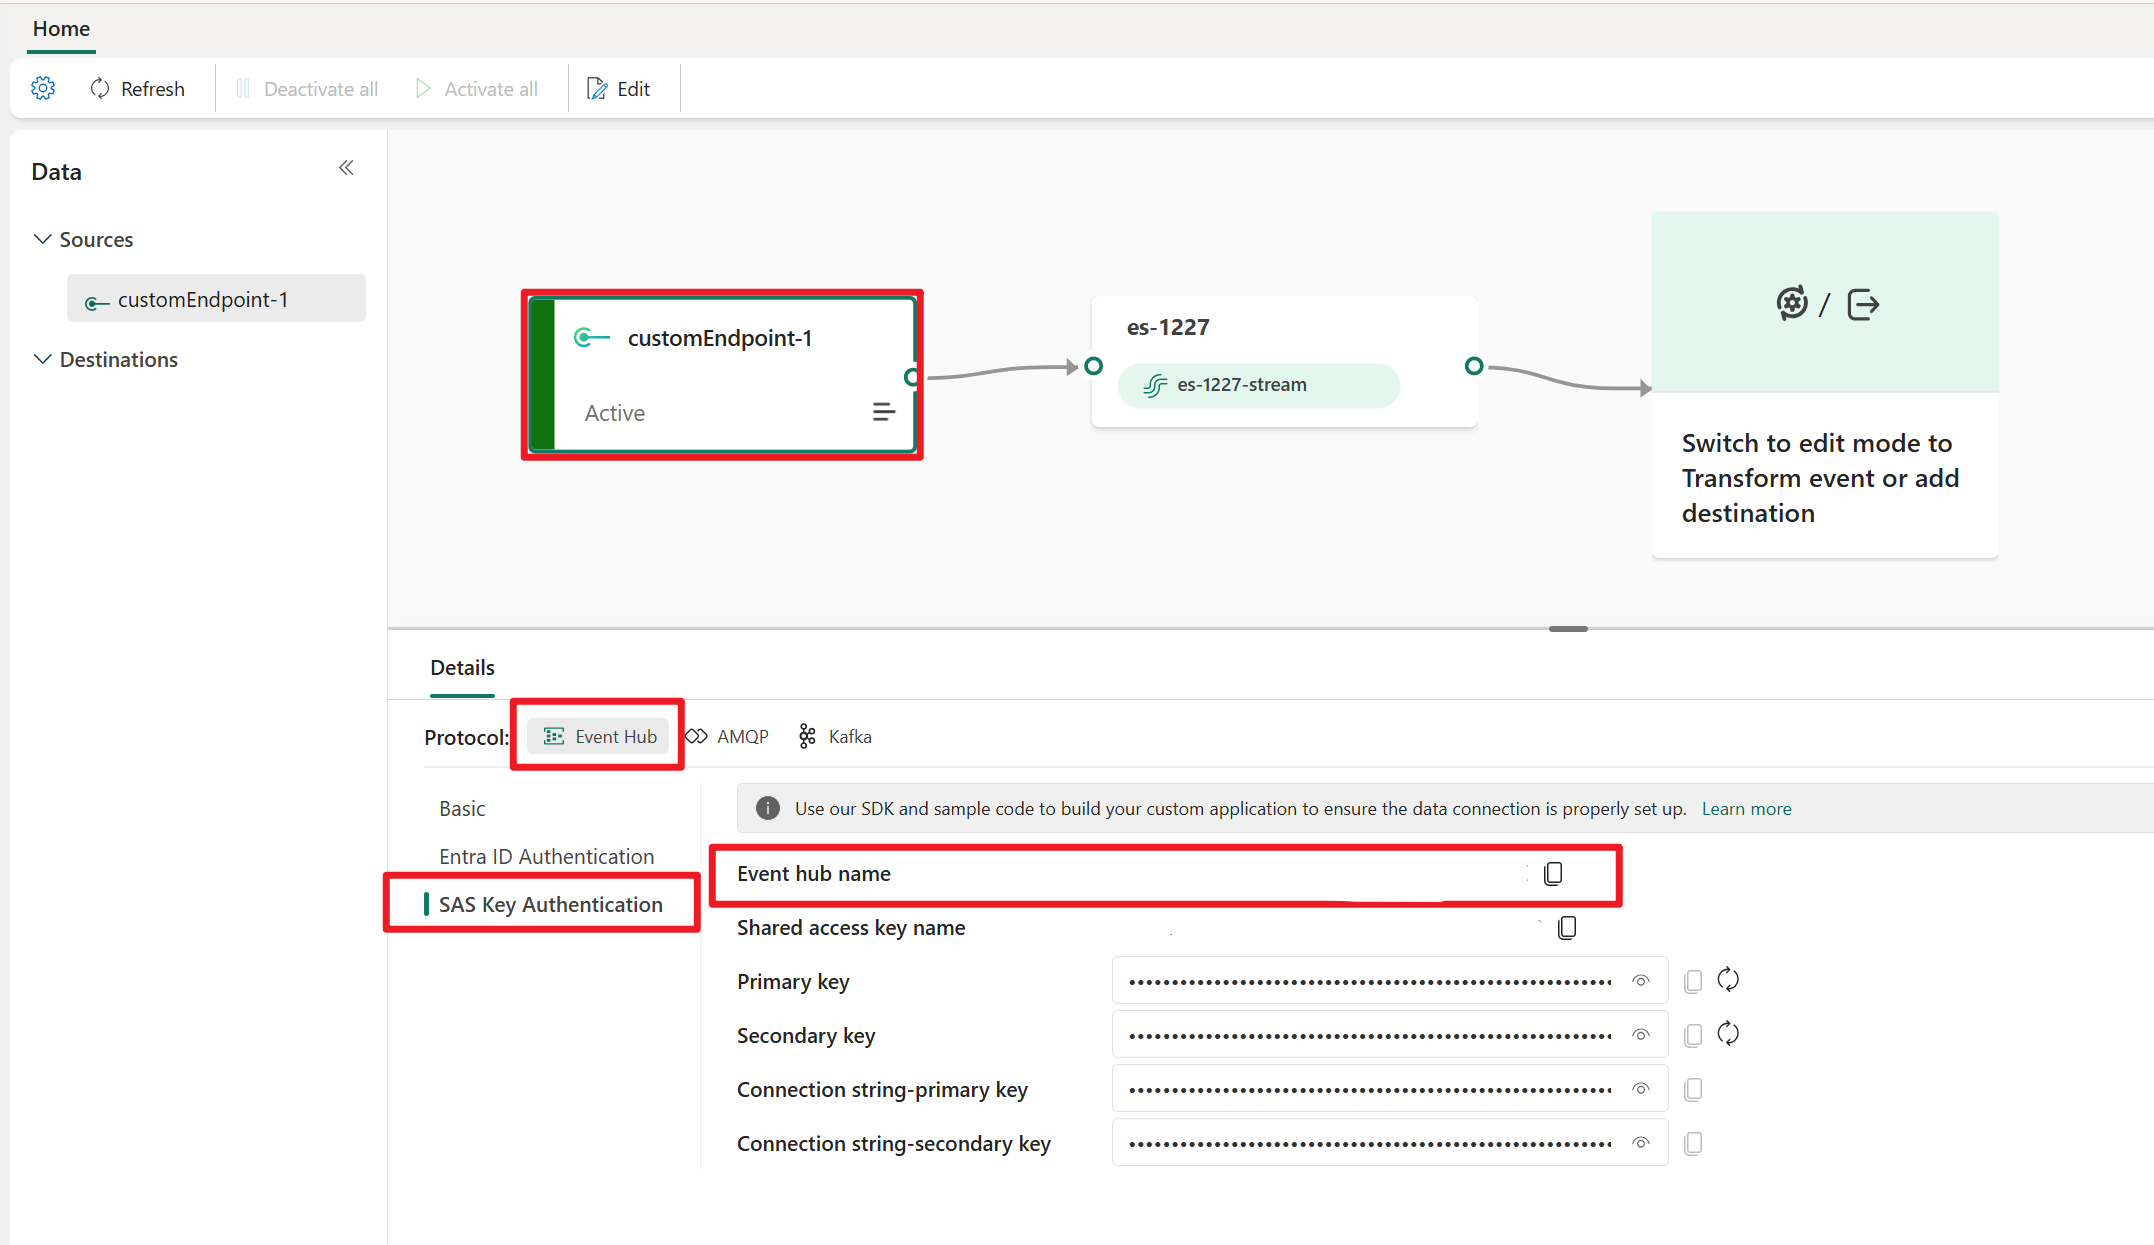 Home
Refresh
Deactivate all
Activate all
Edit
Data
Sources
customEndpoint-1
Destinations
customEndpoint-1
Active
es-1227
es-1227-stream
/
Switch to edit mode to
Transform event or add
destination
Details
Protocol:
Event Hub
AMQP
Kafka
Basic
Entra ID Authentication
SAS Key Authentication
Use our SDK and sample code to build your custom application to ensure the data connection is properly set up. Learn more
Event hub name
Shared access key name
Primary key
Secondary key
Connection string-primary key
Connection string-secondary key